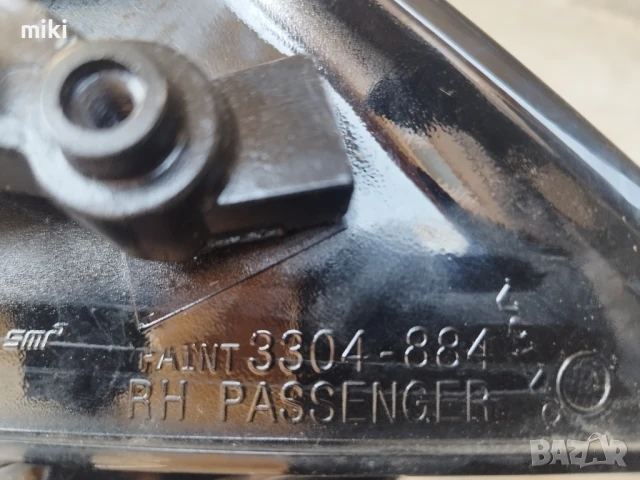 miki
SMR
PAINT 3304-884
RH PASSENGER
BAZAR